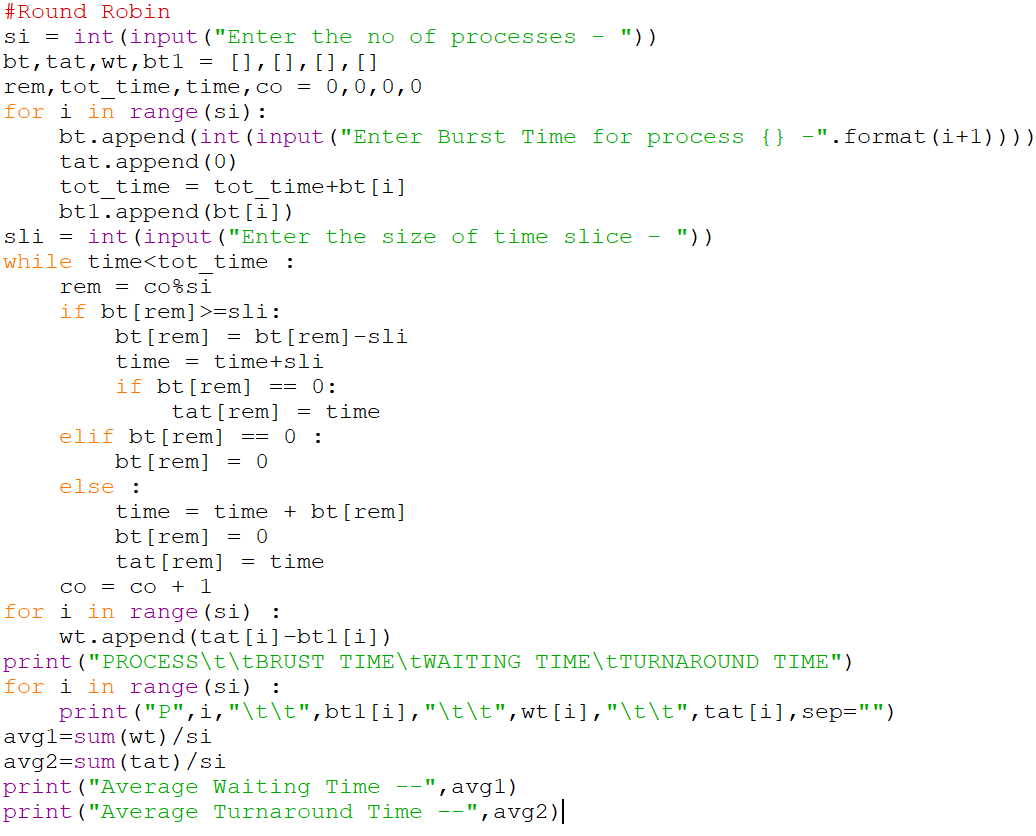 #Round Robin
si = int(input("Enter the no of processes - "))
bt,tat,wt,bt1 = [],[],[],[]
rem,tot_time,time,co = 0,0,0,0
for i in range(si):
    bt.append(int(input("Enter Burst Time for process {} -".format(i+1))))
    tat.append(0)
    tot_time = tot_time+bt[i]
    bt1.append(bt[i])
sli = int(input("Enter the size of time slice - "))
while time<tot_time :
    rem = co%si
    if bt[rem]>=sli:
        bt[rem] = bt[rem]-sli
        time = time+sli
        if bt[rem] == 0:
            tat[rem] = time
    elif bt[rem] == 0 :
        bt[rem] = 0
    else :
        time = time + bt[rem]
        bt[rem] = 0
        tat[rem] = time
    co = co + 1
for i in range(si) :
    wt.append(tat[i]-bt1[i])
print("PROCESS\t\tBRUST TIME\tWAITING TIME\tTURNAROUND TIME")
for i in range(si) :
    print("P",i,"\t\t",bt1[i],"\t\t",wt[i],"\t\t",tat[i],sep="")
avg1=sum(wt)/si
avg2=sum(tat)/si
print("Average Waiting Time --",avg1)
print("Average Turnaround Time --",avg2)